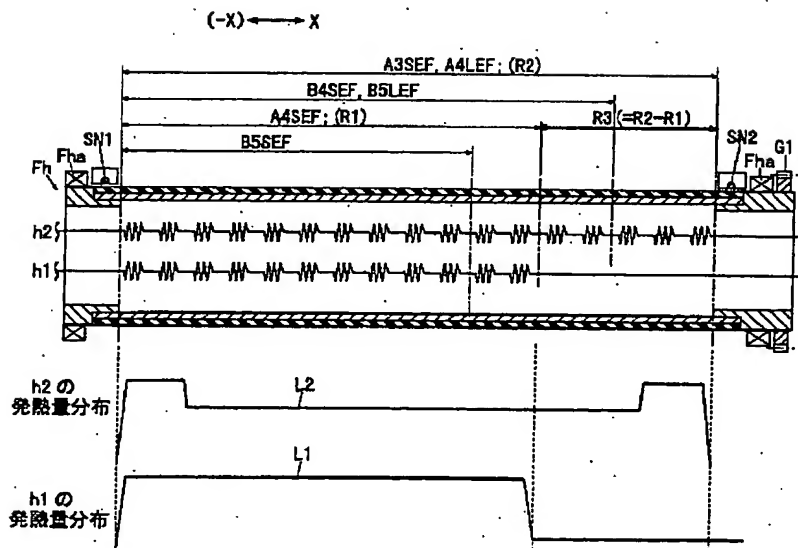 (-X) X
A3SEF, A4LEF; (R2)
B4SEF, B5LEF
A4SEF; (R1)
R3 (=R2-R1)
B5SEF
SN1
Fha
Fh
SN2
Fha
G1
h2
h1
h2 の
発熱量分布
L2
L1
h1 の
発熱量分布